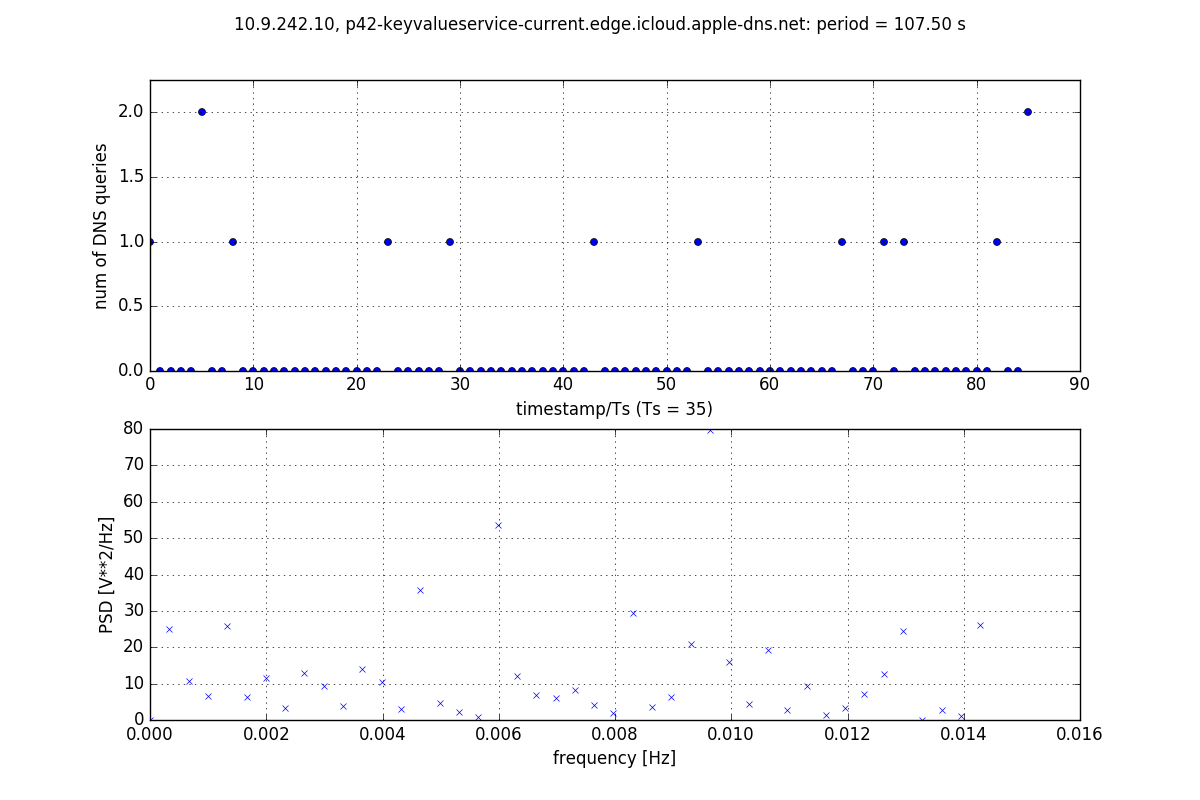 10.9.242.10, p42-keyvalueservice-current.edge.icloud.apple-dns.net: period = 107.50 s
2.0
1.5
1.0
0.5
0.0
num of DNS queries
0 10 20 30 40 50 60 70 80 90
timestamp/Ts (Ts = 35)
80
70
60
50
40
30
20
10
0
PSD [V**2/Hz]
0.000 0.002 0.004 0.006 0.008 0.010 0.012 0.014 0.016
frequency [Hz]